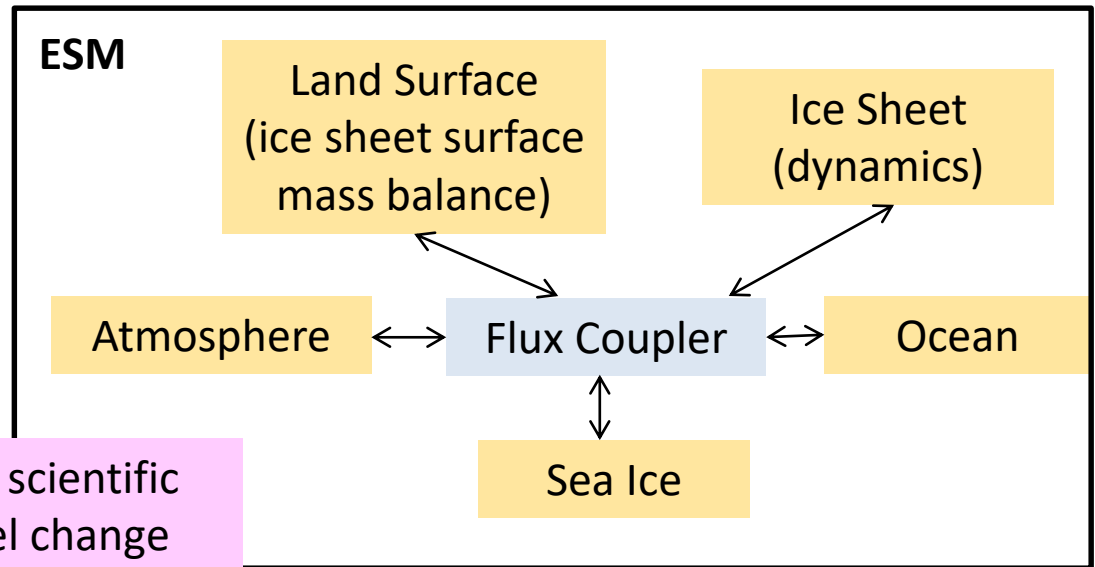 ESM
Land Surface
(ice sheet surface
mass balance)
Ice Sheet
(dynamics)
Atmosphere
Flux Coupler
Ocean
Sea Ice
scientific
change